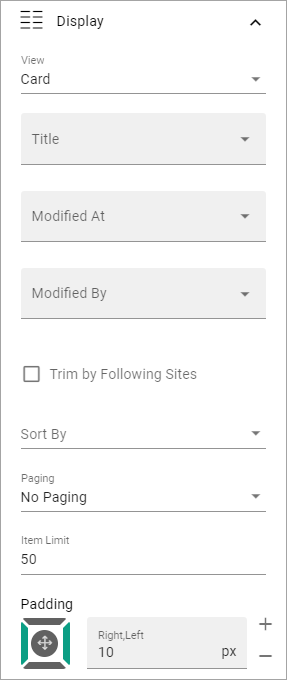 Display
View
Card
Title
Modified At
Modified By
Trim by Following Sites
Sort By
Paging
No Paging
Item Limit
50
Padding
Right,Left
10 px